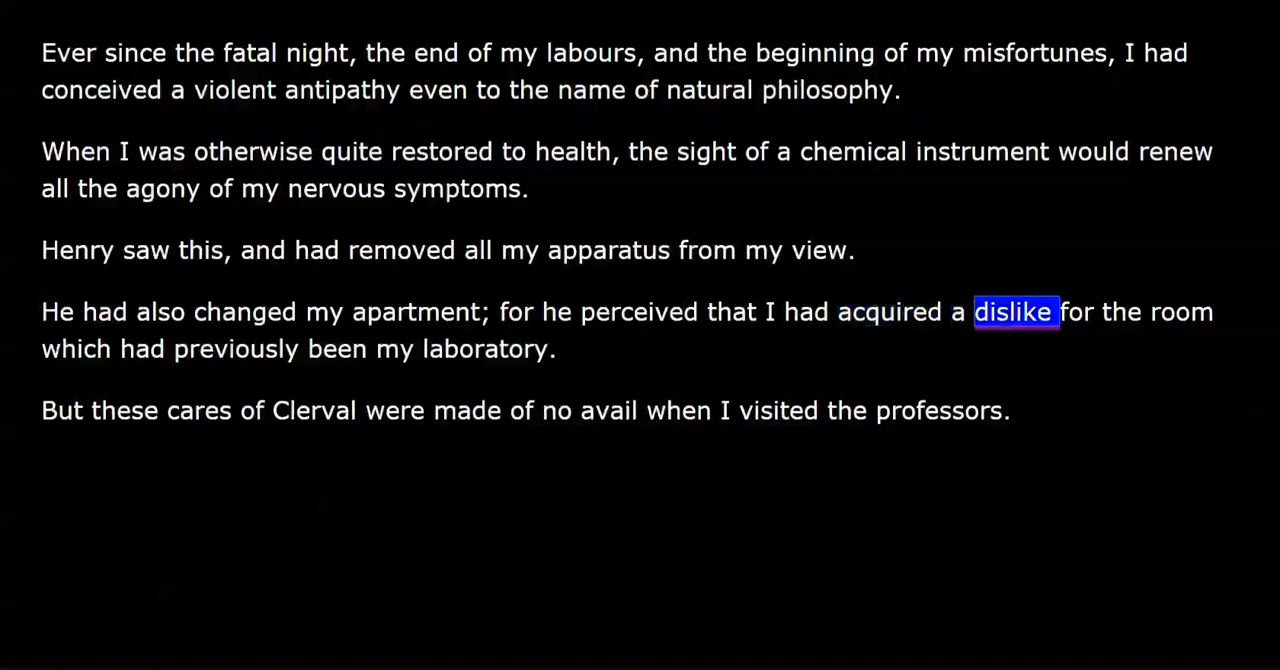 Ever since the fatal night, the end of my labours, and the beginning of my misfortunes, I had
conceived a violent antipathy even to the name of natural philosophy.
When I was otherwise quite restored to health, the sight of a chemical instrument would renew
all the agony of my nervous symptoms.
Henry saw this, and had removed all my apparatus from my view.
He had also changed my apartment; for he perceived that I had acquired a dislike for the room
which had previously been my laboratory.
But these cares of Clerval were made of no avail when I visited the professors.